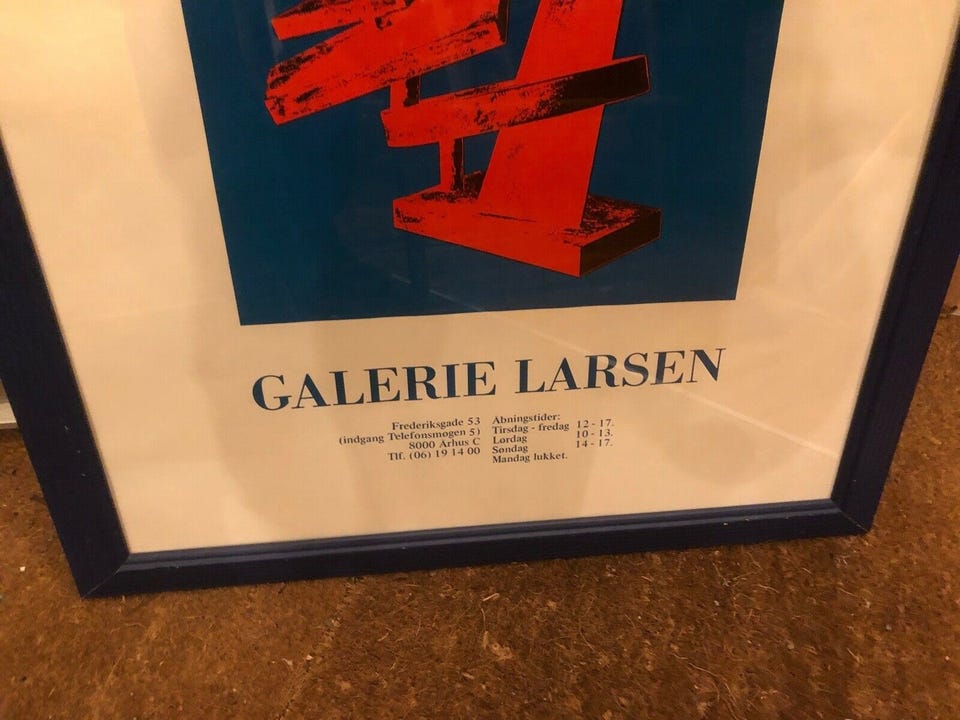 GALERIE LARSEN
Frederiksgade 53
(indgang Telefonsmøgen 5)
8000 Århus C
Tlf. (06) 19 14 00
Åbningstider:
Tirsdag - fredag 12 - 17.
Lørdag 10 - 13.
Søndag 14 - 17.
Mandag lukket.